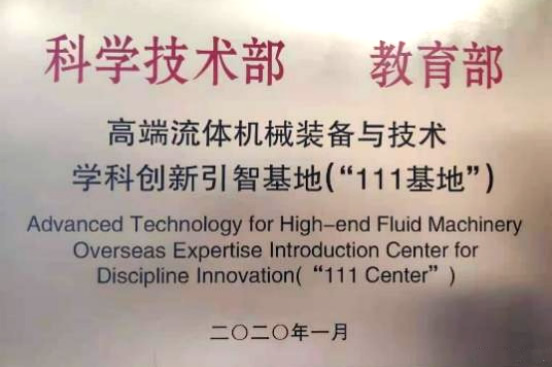 科学技术部 教育部
高端流体机械装备与技术
学科创新引智基地(“111基地”)
Advanced Technology for High-end Fluid Machinery
Overseas Expertise Introduction Center for
Discipline Innovation(“111 Center”)
二〇二〇年一月